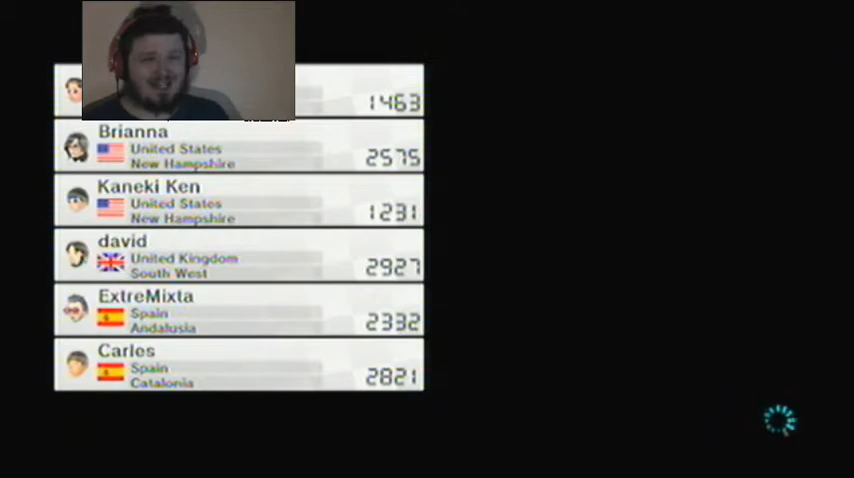 1463
Brianna
United States
New Hampshire
2575
Kaneki Ken
United States
New Hampshire
1231
david
United Kingdom
South West
2927
ExtreMixta
Spain
Andalusia
2332
Carles
Spain
Catalonia
2821